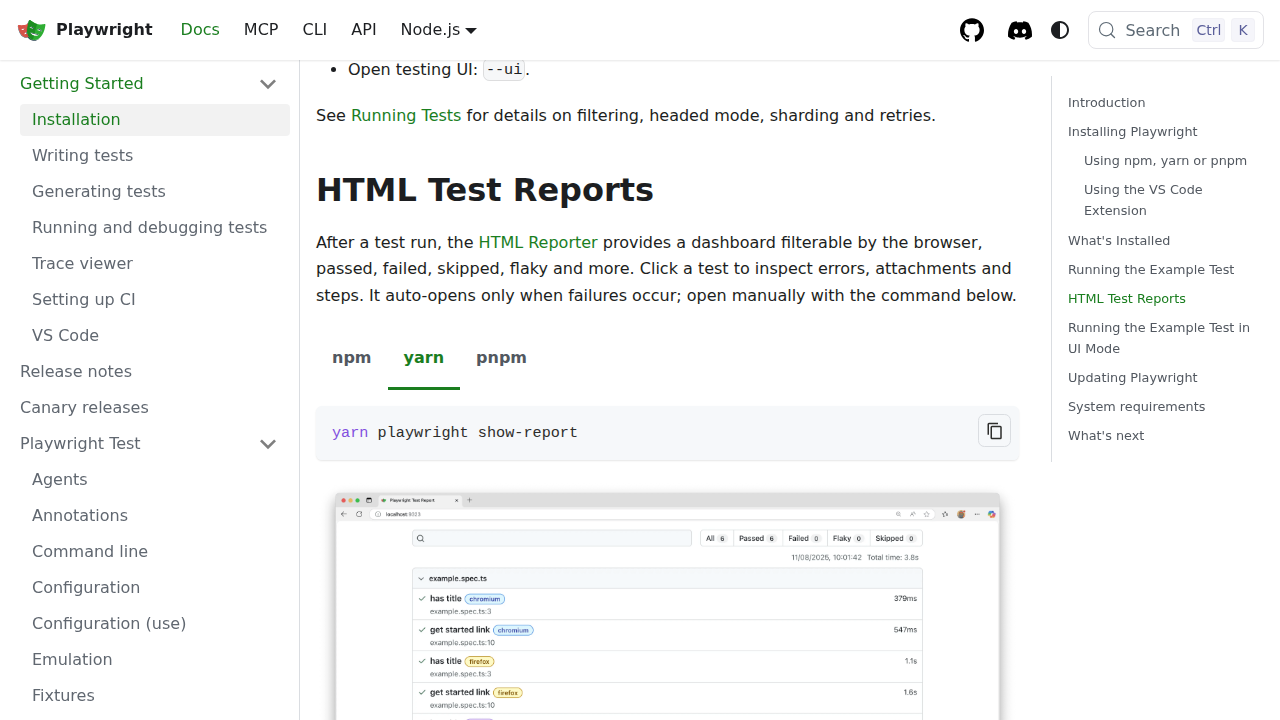 Playwright
Docs
MCP
CLI
API
Node.js
Search
Ctrl
K
Getting Started
Installation
Writing tests
Generating tests
Running and debugging tests
Trace viewer
Setting up CI
VS Code
Release notes
Canary releases
Playwright Test
Agents
Annotations
Command line
Configuration
Configuration (use)
Emulation
Fixtures
Open testing UI: --ui.
See Running Tests for details on filtering, headed mode, sharding and retries.
HTML Test Reports
After a test run, the HTML Reporter provides a dashboard filterable by the browser,
passed, failed, skipped, flaky and more. Click a test to inspect errors, attachments and
steps. It auto-opens only when failures occur; open manually with the command below.
npm
yarn
pnpm
yarn playwright show-report
Playwright Test Report
localhost:9323
All 6
Passed 6
Failed 0
Flaky 0
Skipped 0
11/08/2025, 10:01:42 Total time: 3.8s
example.spec.ts
has title chromium 379ms
example.spec.ts:3
get started link chromium 547ms
example.spec.ts:10
has title firefox 1.1s
example.spec.ts:3
get started link firefox 1.6s
example.spec.ts:10
Introduction
Installing Playwright
Using npm, yarn or pnpm
Using the VS Code
Extension
What's Installed
Running the Example Test
HTML Test Reports
Running the Example Test in
UI Mode
Updating Playwright
System requirements
What's next